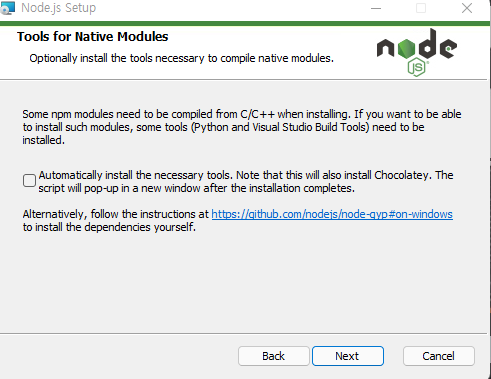 Node.js Setup
Tools for Native Modules
Optionally install the tools necessary to compile native modules.
node
JS
Some npm modules need to be compiled from C/C++ when installing. If you want to be able
to install such modules, some tools (Python and Visual Studio Build Tools) need to be
installed.
Automatically install the necessary tools. Note that this will also install Chocolatey. The
script will pop-up in a new window after the installation completes.
Alternatively, follow the instructions at https://github.com/nodejs/node-gyp#on-windows
to install the dependencies yourself.
Back Next Cancel